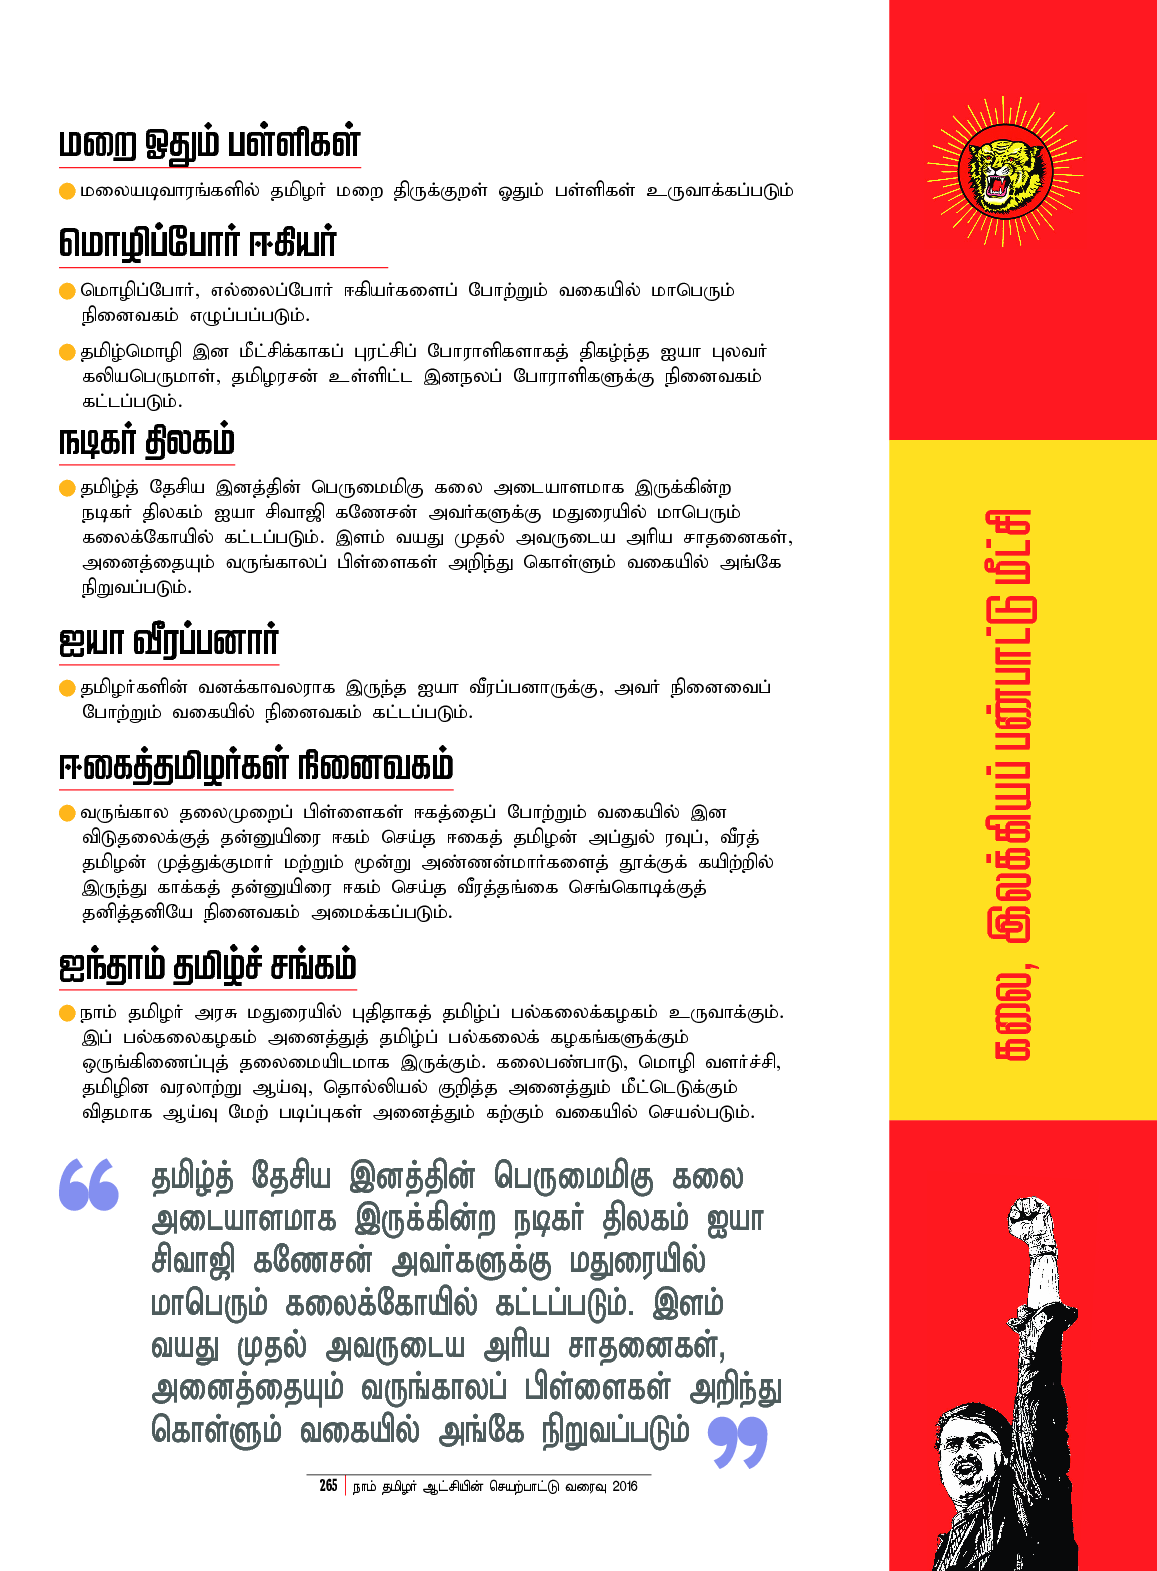 மறை ஓதும் பள்ளிகள்
மலையடிவாரங்களில் தமிழர் மறை திருக்குறள் ஓதும் பள்ளிகள் உருவாக்கப்படும்
மொழிப்போர் ஈகியர்
மொழிப்போர், எல்லைப்போர் ஈகியர்களைப் போற்றும் வகையில் மாபெரும்
நினைவகம் எழுப்பப்படும்.
தமிழ்மொழி இன மீட்சிக்காகப் புரட்சிப் போராளிகளாகத் திகழ்ந்த ஐயா புலவர்
கலியபெருமாள், தமிழரசன் உள்ளிட்ட இனநலப் போராளிகளுக்கு நினைவகம்
கட்டப்படும்.
நடிகர் திலகம்
தமிழ்த் தேசிய இனத்தின் பெருமைமிகு கலை அடையாளமாக இருக்கின்ற
நடிகர் திலகம் ஐயா சிவாஜி கணேசன் அவர்களுக்கு மதுரையில் மாபெரும்
கலைக்கோயில் கட்டப்படும். இளம் வயது முதல் அவருடைய அரிய சாதனைகள்,
அனைத்தையும் வருங்காலப் பிள்ளைகள் அறிந்து கொள்ளும் வகையில் அங்கே
நிறுவப்படும்.
ஐயா வீரப்பனார்
தமிழர்களின் வனக்காவலராக இருந்த ஐயா வீரப்பனாருக்கு, அவர் நினைவைப்
போற்றும் வகையில் நினைவகம் கட்டப்படும்.
ஈகைத்தமிழர்கள் நினைவகம்
வருங்கால தலைமுறைப் பிள்ளைகள் ஈகத்தைப் போற்றும் வகையில் இன
விடுதலைக்குத் தன்னுயிரை ஈகம் செய்த ஈகைத் தமிழன் அப்துல் ரவுப், வீரத்
தமிழன் முத்துக்குமார் மற்றும் மூன்று அண்ணன்மார்களைத் தூக்குக் கயிற்றில்
இருந்து காக்கத் தன்னுயிரை ஈகம் செய்த வீரத்தங்கை செங்கொடிக்குத்
தனித்தனியே நினைவகம் அமைக்கப்படும்.
ஐந்தாம் தமிழ்ச் சங்கம்
நாம் தமிழர் அரசு மதுரையில் புதிதாகத் தமிழ்ப் பல்கலைக்கழகம் உருவாக்கும்.
இப் பல்கலைகழகம் அனைத்துத் தமிழ்ப் பல்கலைக் கழகங்களுக்கும்
ஒருங்கிணைப்புத் தலைமையிடமாக இருக்கும். கலைபண்பாடு, மொழி வளர்ச்சி,
தமிழின வரலாற்று ஆய்வு, தொல்லியல் குறித்த அனைத்தும் மீட்டெடுக்கும்
விதமாக ஆய்வு மேற் படிப்புகள் அனைத்தும் கற்கும் வகையில் செயல்படும்.
“ தமிழ்த் தேசிய இனத்தின் பெருமைமிகு கலை
அடையாளமாக இருக்கின்ற நடிகர் திலகம் ஐயா
சிவாஜி கணேசன் அவர்களுக்கு மதுரையில்
மாபெரும் கலைக்கோயில் கட்டப்படும். இளம்
வயது முதல் அவருடைய அரிய சாதனைகள்,
அனைத்தையும் வருங்காலப் பிள்ளைகள் அறிந்து
கொள்ளும் வகையில் அங்கே நிறுவப்படும் ”
265 | நாம் தமிழர் ஆட்சியின் செயற்பாட்டு வரைவு 2016
கலை, இலக்கியப் பண்பாட்டு மீட்சி